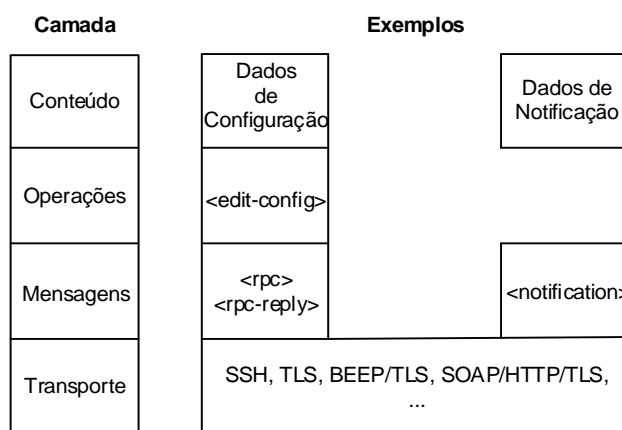 Camada
Exemplos
Conteúdo
Dados
de
Configuração
Dados de
Notificação
Operações
<edit-config>
Mensagens
<rpc>
<rpc-reply>
<notification>
Transporte
SSH, TLS, BEEP/TLS, SOAP/HTTP/TLS,
...